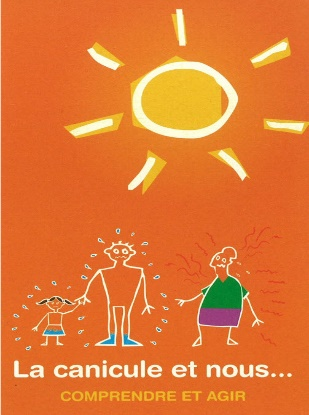 La canicule et nous...
COMPRENDRE ET AGIR